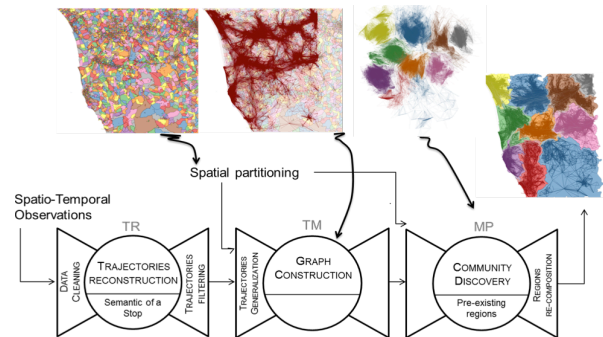 Spatial partitioning
Spatio-Temporal
Observations
TR
TM
MP
DATA
CLEANING
TRAJECTORIES
RECONSTRUCTION
Semantic of a
Stop
TRAJECTORIES
FILTERING
TRAJECTORIES
GENERALIZATION
GRAPH
CONSTRUCTION
COMMUNITY
DISCOVERY
Pre-existing
regions
REGIONS
RE-COMPOSITION